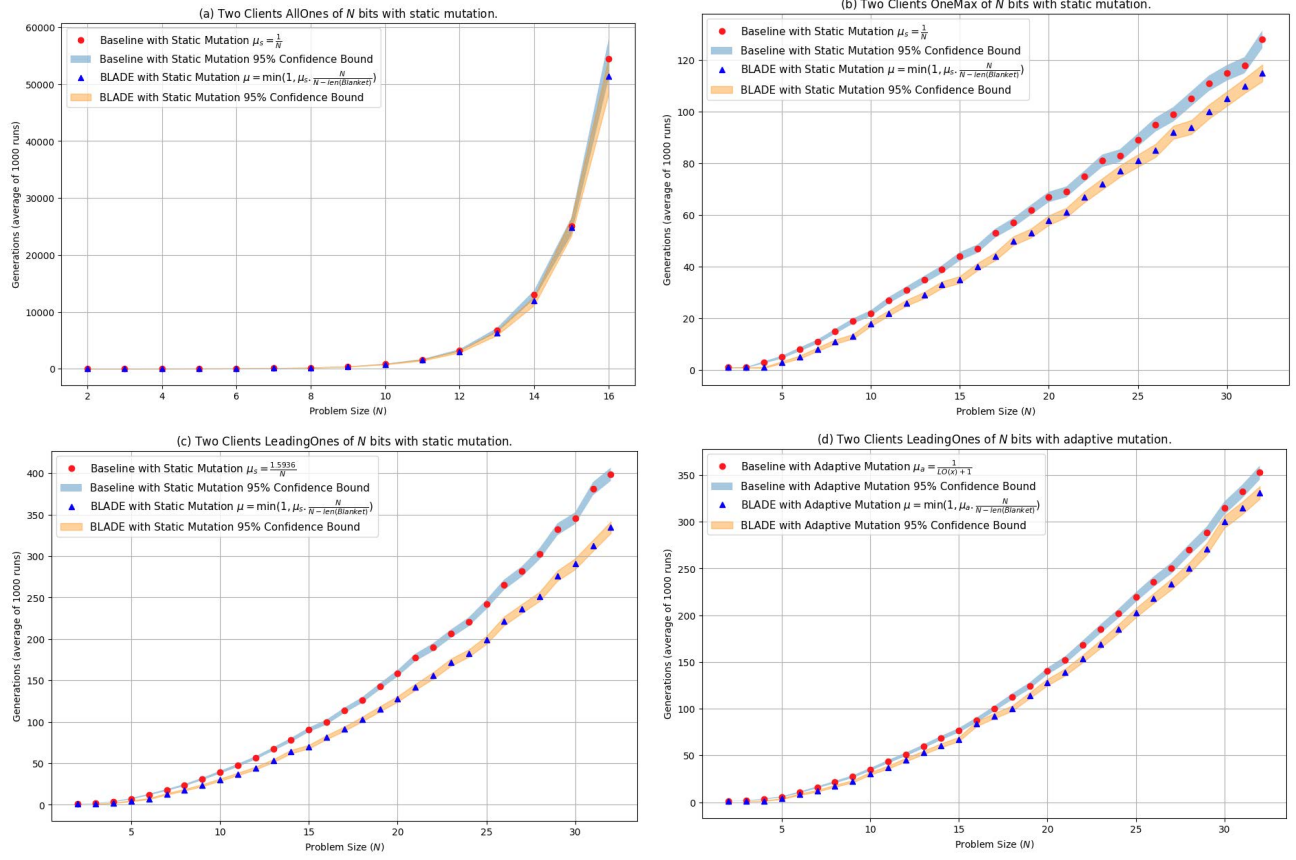 (a) Two Clients AllOnes of N bits with static mutation.
Baseline with Static Mutation μ_s = 1/N
Baseline with Static Mutation 95% Confidence Bound
BLADE with Static Mutation μ = min(1, μ_s. N/(N−len(Blanket)))
BLADE with Static Mutation 95% Confidence Bound
Generations (average of 1000 runs)
60000
50000
40000
30000
20000
10000
0
2 4 6 8 10 12 14 16
Problem Size (N)
(b) Two Clients OneMax of N bits with static mutation.
Baseline with Static Mutation μ_s = 1/N
Baseline with Static Mutation 95% Confidence Bound
BLADE with Static Mutation μ = min(1, μ_s. N/(N−len(Blanket)))
BLADE with Static Mutation 95% Confidence Bound
Generations (average of 1000 runs)
120
100
80
60
40
20
0
5 10 15 20 25 30
Problem Size (N)
(c) Two Clients LeadingOnes of N bits with static mutation.
Baseline with Static Mutation μ_s = 1.5936/N
Baseline with Static Mutation 95% Confidence Bound
BLADE with Static Mutation μ = min(1, μ_s. N/(N−len(Blanket)))
BLADE with Static Mutation 95% Confidence Bound
Generations (average of 1000 runs)
400
350
300
250
200
150
100
50
0
5 10 15 20 25 30
Problem Size (N)
(d) Two Clients LeadingOnes of N bits with adaptive mutation.
Baseline with Adaptive Mutation μ_a = 1/(LO(x)+1)
Baseline with Adaptive Mutation 95% Confidence Bound
BLADE with Adaptive Mutation μ = min(1, μ_a. N/(N−len(Blanket)))
BLADE with Adaptive Mutation 95% Confidence Bound
Generations (average of 1000 runs)
350
300
250
200
150
100
50
0
5 10 15 20 25 30
Problem Size (N)